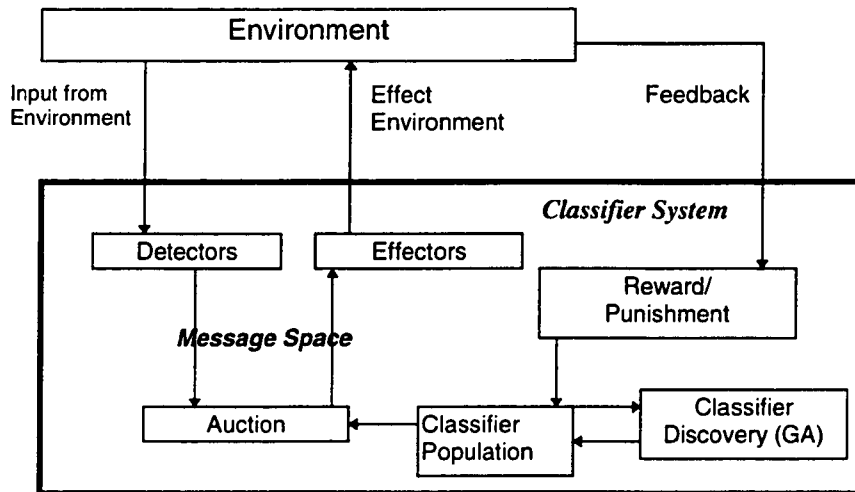 Environment
Input from
Environment
Effect
Environment
Feedback
Classifier System
Detectors
Effectors
Reward/
Punishment
Message Space
Auction
Classifier
Population
Classifier
Discovery (GA)